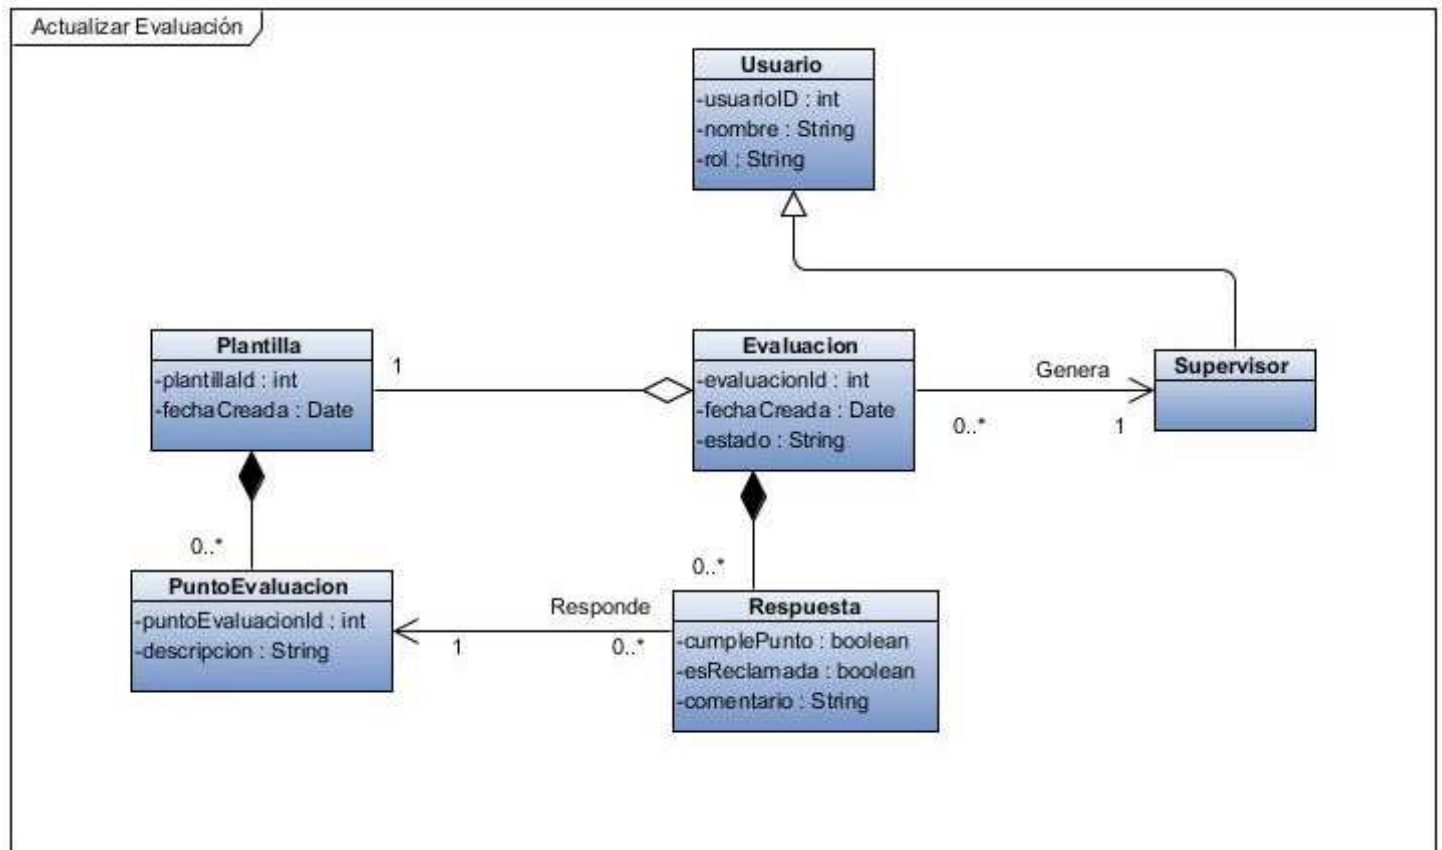 Actualizar Evaluación
Usuario
-usuarioID : int
-nombre : String
-rol : String
Plantilla
-plantillaId : int
-fechaCreada : Date
1
Evaluacion
-evaluacionId : int
-fechaCreada : Date
-estado : String
Genera
0..*
1
Supervisor
0..*
0..*
PuntoEvaluacion
-puntoEvaluacionId : int
-descripcion : String
Responde
1
0..*
Respuesta
-cumplePunto : boolean
-esReclamada : boolean
-comentario : String